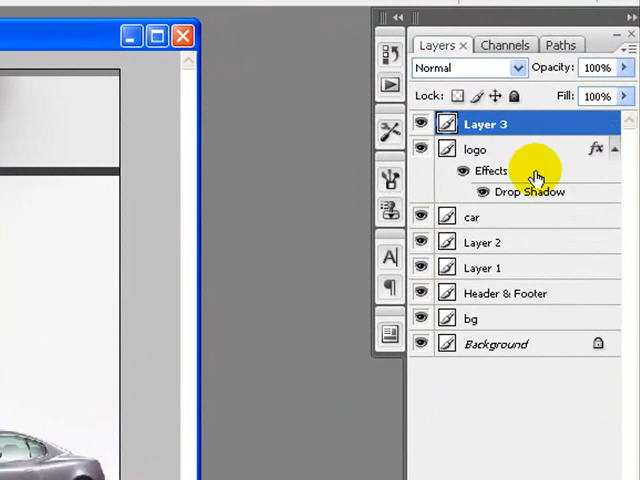 Layers × Channels Paths
Normal Opacity: 100%
Lock: Fill: 100%
Layer 3
logo fx
Effects
Drop Shadow
car
Layer 2
Layer 1
Header & Footer
bg
Background
A